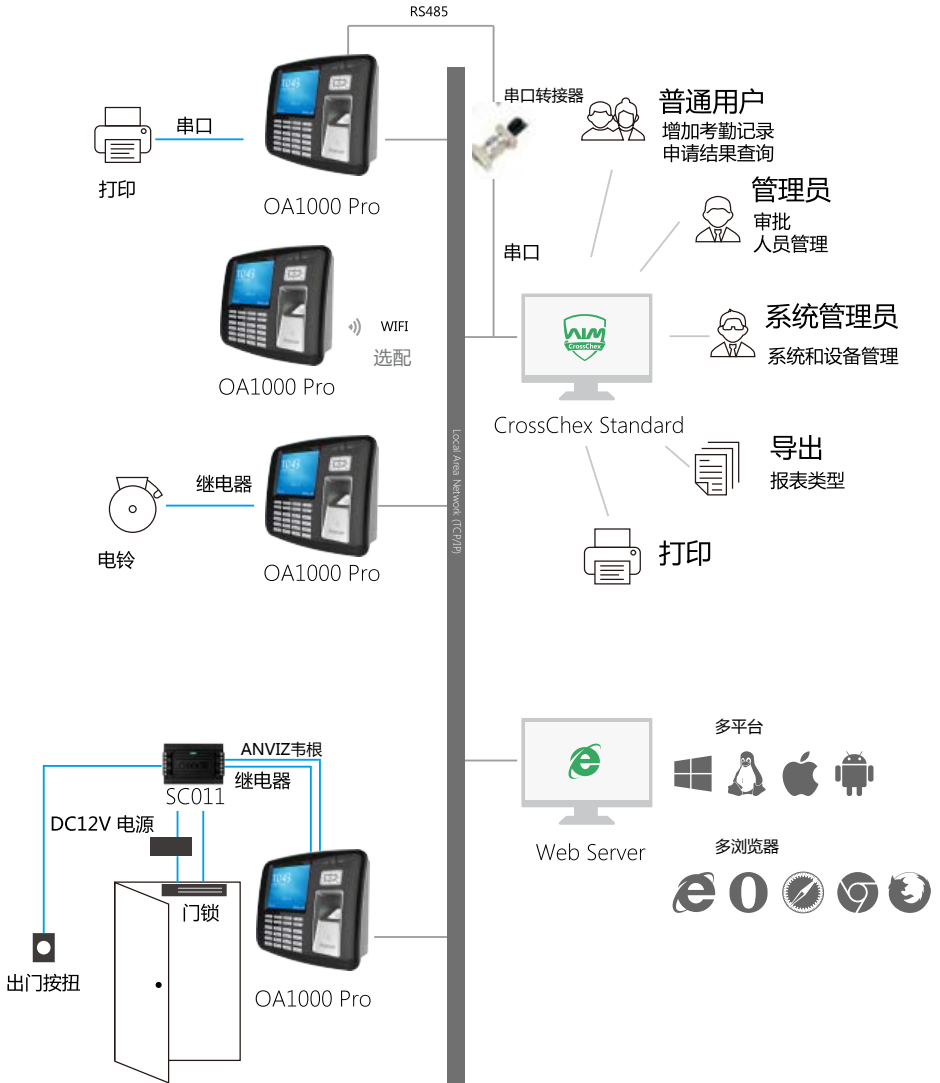 RS485
串口转接器
普通用户
增加考勤记录
申请结果查询
串口
打印
OA1000 Pro
管理员
审批
人员管理
串口
WIFI
选配
OA1000 Pro
AIM
CrossChex
系统管理员
系统和设备管理
CrossChex Standard
Local Area Network (TCP/IP)
导出
报表类型
继电器
电铃
OA1000 Pro
打印
ANVIZ韦根
继电器
SC011
DC12V 电源
门锁
出门按扭
OA1000 Pro
Web Server
多平台
多浏览器